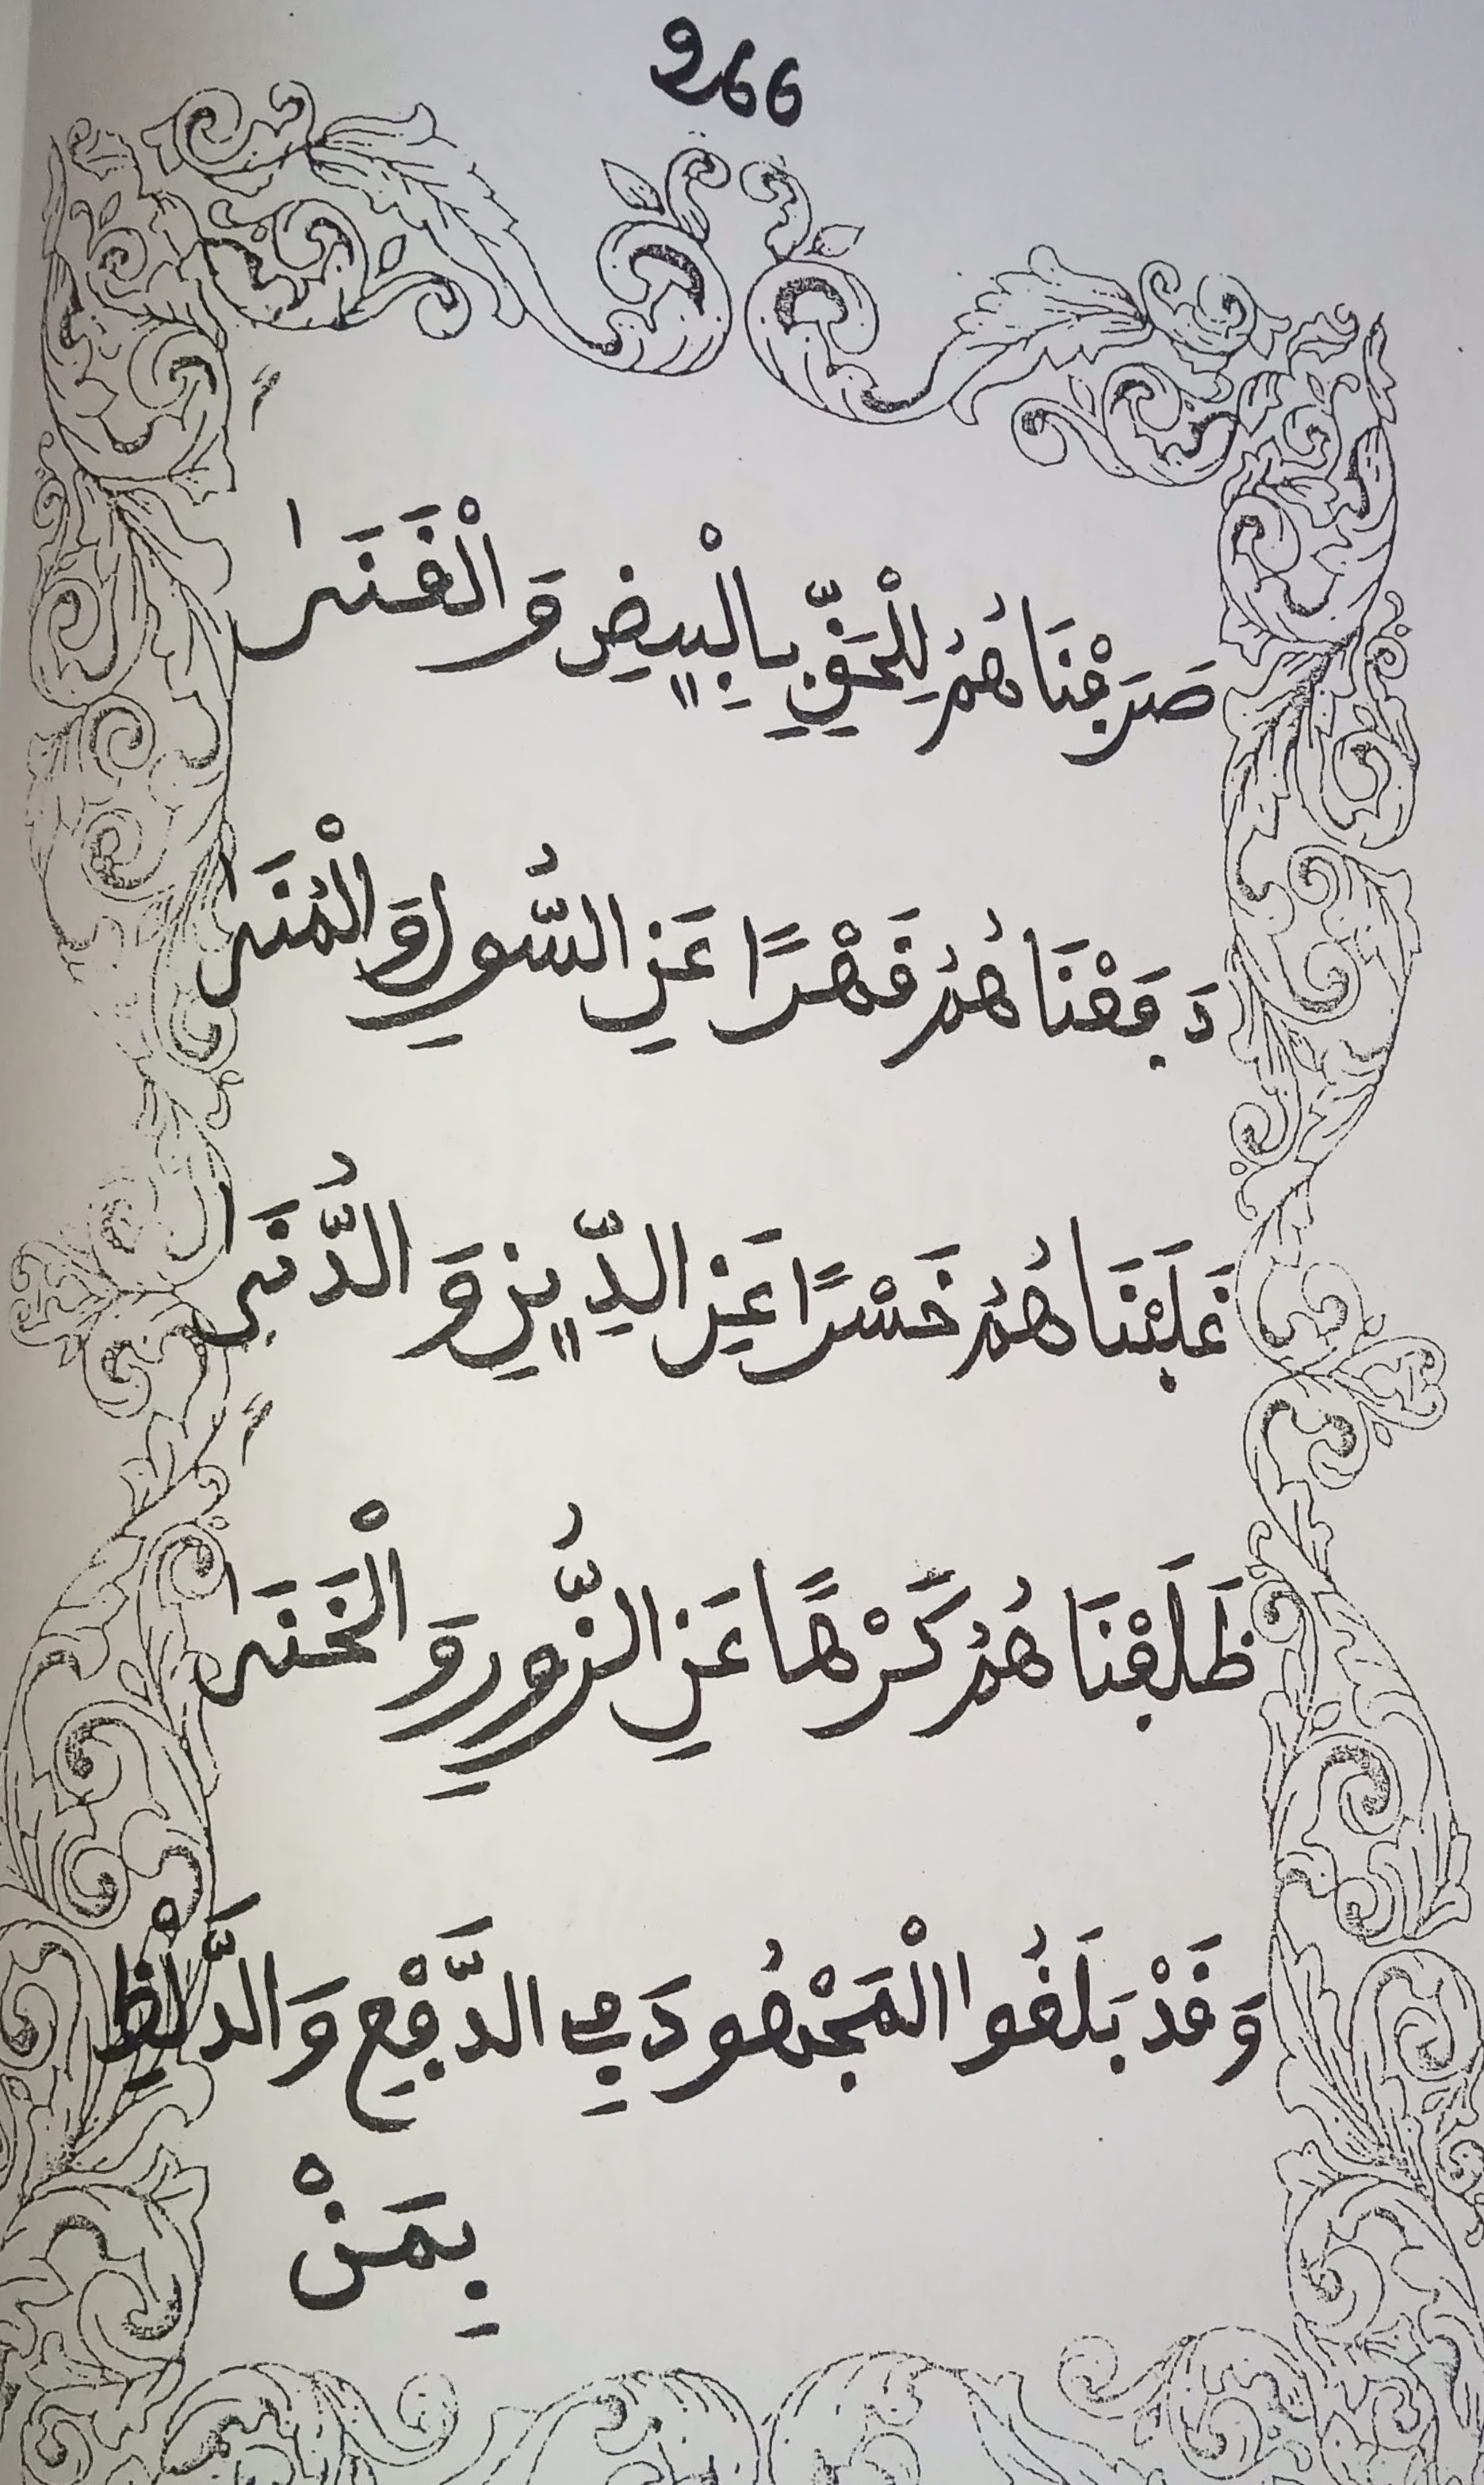 266
صَرَفْنَاهُمُ لِلْحَقِّ بِالْبِيضِ وَالْقَنَى
دَفَعْنَاهُمُ قَهْرًا عَنِ السُّولِ وَالْمُنَى
غَلَبْنَاهُمُ خَسْرًا عَنِ الدِّينِ وَالدُّنَى
ظَلَفْنَاهُمُ كَرْهًا عَنِ الزُّورِ وَالْخَنَى
وَقَدْ بَلَغُوا الْمَجْهُودَ فِي الدَّفْعِ وَالدَّلْظِ
بِمَنْ